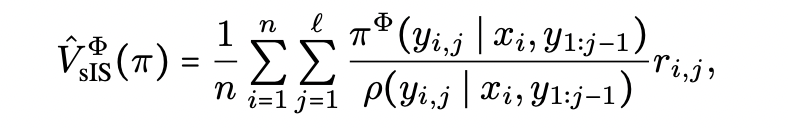 $$\hat{V}^{\Phi}_{\text{sIS}}(\pi) = \frac{1}{n} \sum_{i=1}^{n} \sum_{j=1}^{\ell} \frac{\pi^{\Phi}(y_{i,j} \mid x_i, y_{1:j-1})}{\rho(y_{i,j} \mid x_i, y_{1:j-1})} r_{i,j},$$